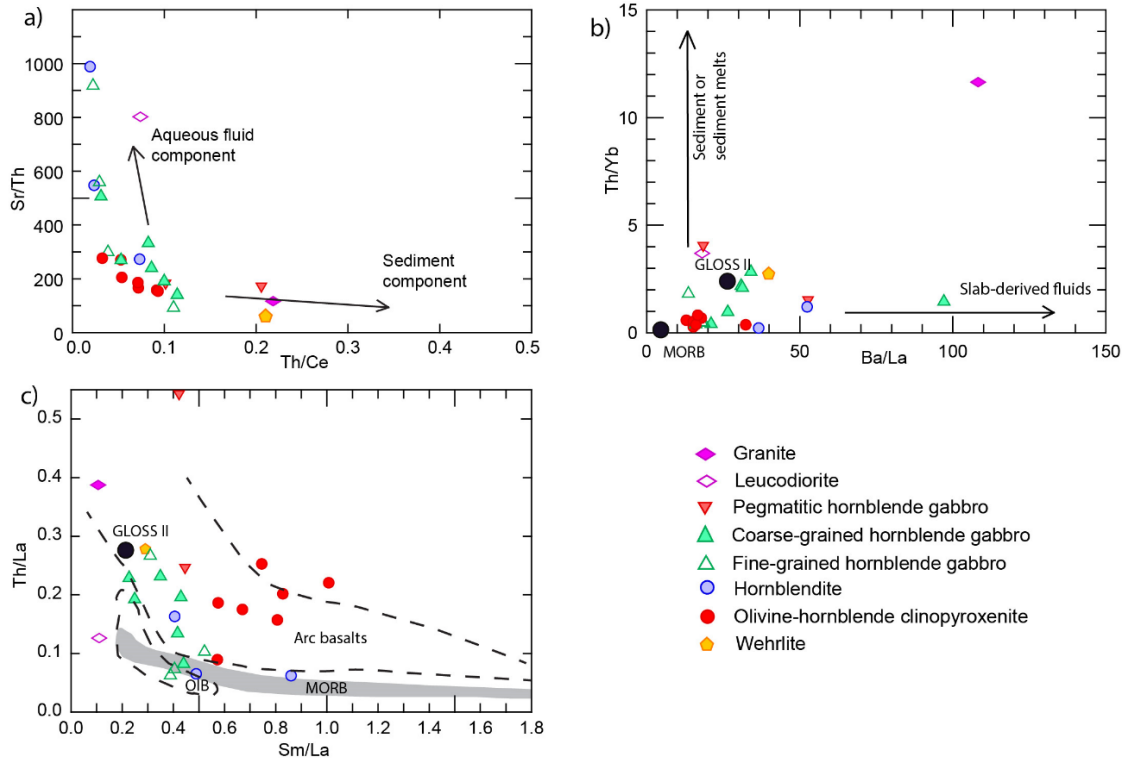 a)
1000
800
600
400
200
0
Sr/Th
0.0
0.1
0.2
0.3
0.4
0.5
Th/Ce
Aqueous fluid
component
Sediment
component
b)
15
10
5
0
Th/Yb
0
50
100
150
Ba/La
Sediment or
sediment melts
GLOSS II
MORB
Slab-derived fluids
c)
0.5
0.4
0.3
0.2
0.1
0.0
Th/La
0.0
0.2
0.4
0.6
0.8
1.0
1.2
1.4
1.6
1.8
Sm/La
GLOSS II
Arc basalts
OIB
MORB
Granite
Leucodiorite
Pegmatitic hornblende gabbro
Coarse-grained hornblende gabbro
Fine-grained hornblende gabbro
Hornblendite
Olivine-hornblende clinopyroxenite
Wehrlite